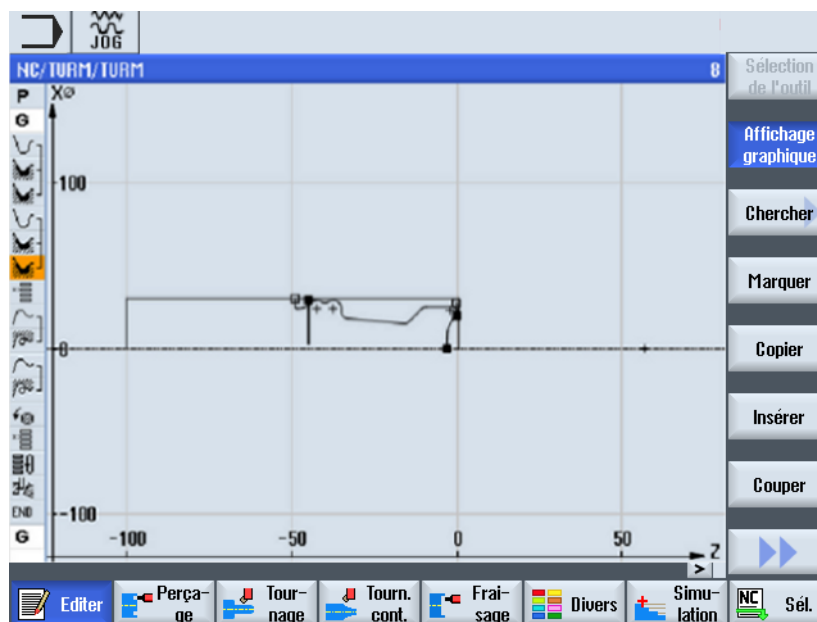 JOG
NC/TURM/TURM 8
Sélection
de l'outil
P XØ
G
Affichage
graphique
100
Chercher
Marquer
0
Copier
Insérer
Couper
END
-100
G
-100 -50 0 50 Z
>
Editer
Perça-
ge
Tour-
nage
Tourn.
cont.
Frai-
sage
Divers
Simu-
lation
NC
Sél.